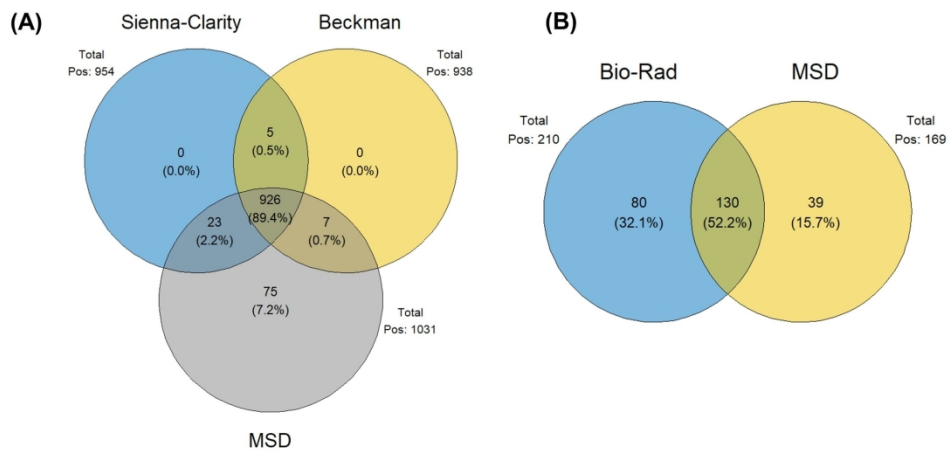 (A)
Sienna-Clarity
Beckman
Total
Pos: 954
Total
Pos: 938
5
(0.5%)
0
(0.0%)
0
(0.0%)
926
(89.4%)
23
(2.2%)
7
(0.7%)
75
(7.2%)
Total
Pos: 1031
MSD
(B)
Bio-Rad
MSD
Total
Pos: 210
Total
Pos: 169
80
(32.1%)
130
(52.2%)
39
(15.7%)